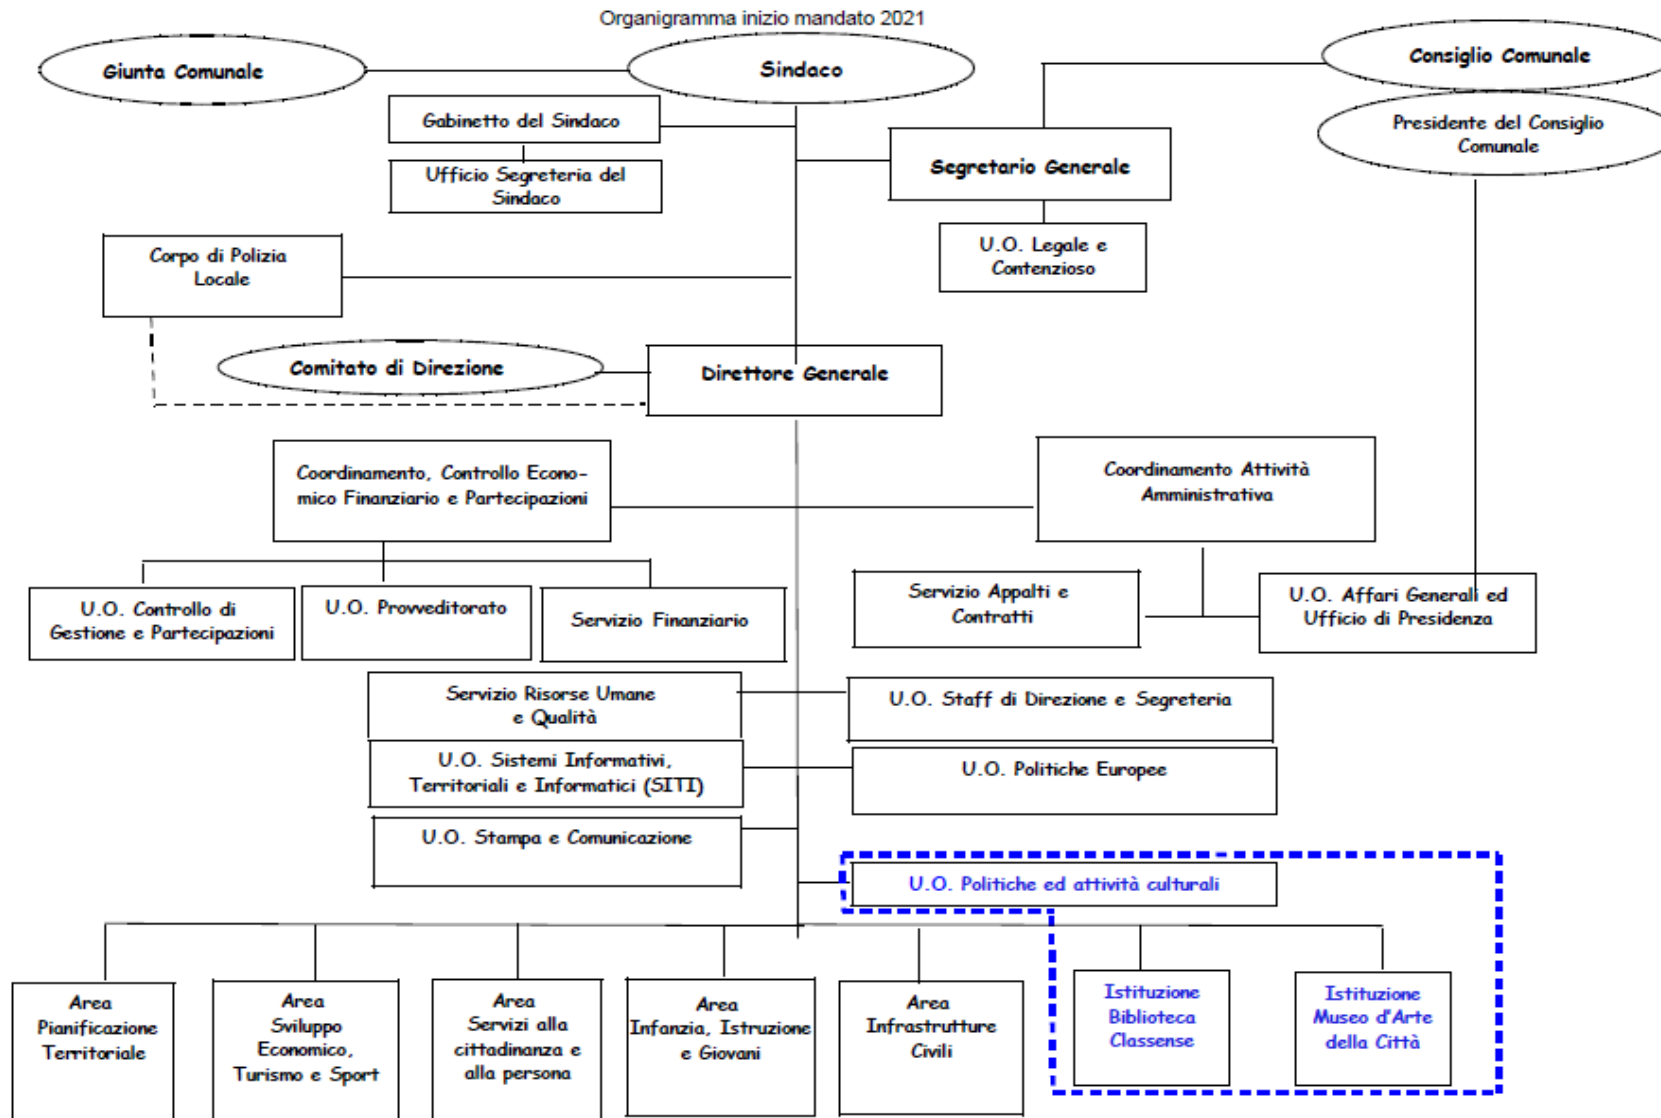 Organigramma inizio mandato 2021
Giunta Comunale
Sindaco
Consiglio Comunale
Gabinetto del Sindaco
Presidente del Consiglio
Comunale
Ufficio Segreteria del
Sindaco
Segretario Generale
Corpo di Polizia
Locale
U.O. Legale e
Contenzioso
Comitato di Direzione
Direttore Generale
Coordinamento, Controllo Econo-
mico Finanziario e Partecipazioni
Coordinamento Attività
Amministrativa
U.O. Controllo di
Gestione e Partecipazioni
U.O. Provveditorato
Servizio Finanziario
Servizio Appalti e
Contratti
U.O. Affari Generali ed
Ufficio di Presidenza
Servizio Risorse Umane
e Qualità
U.O. Staff di Direzione e Segreteria
U.O. Sistemi Informativi,
Territoriali e Informatici (SITI)
U.O. Politiche Europee
U.O. Stampa e Comunicazione
U.O. Politiche ed attività culturali
Area
Pianificazione
Territoriale
Area
Sviluppo
Economico,
Turismo e Sport
Area
Servizi alla
cittadinanza e
alla persona
Area
Infanzia, Istruzione
e Giovani
Area
Infrastrutture
Civili
Istituzione
Biblioteca
Classense
Istituzione
Museo d'Arte
della Città